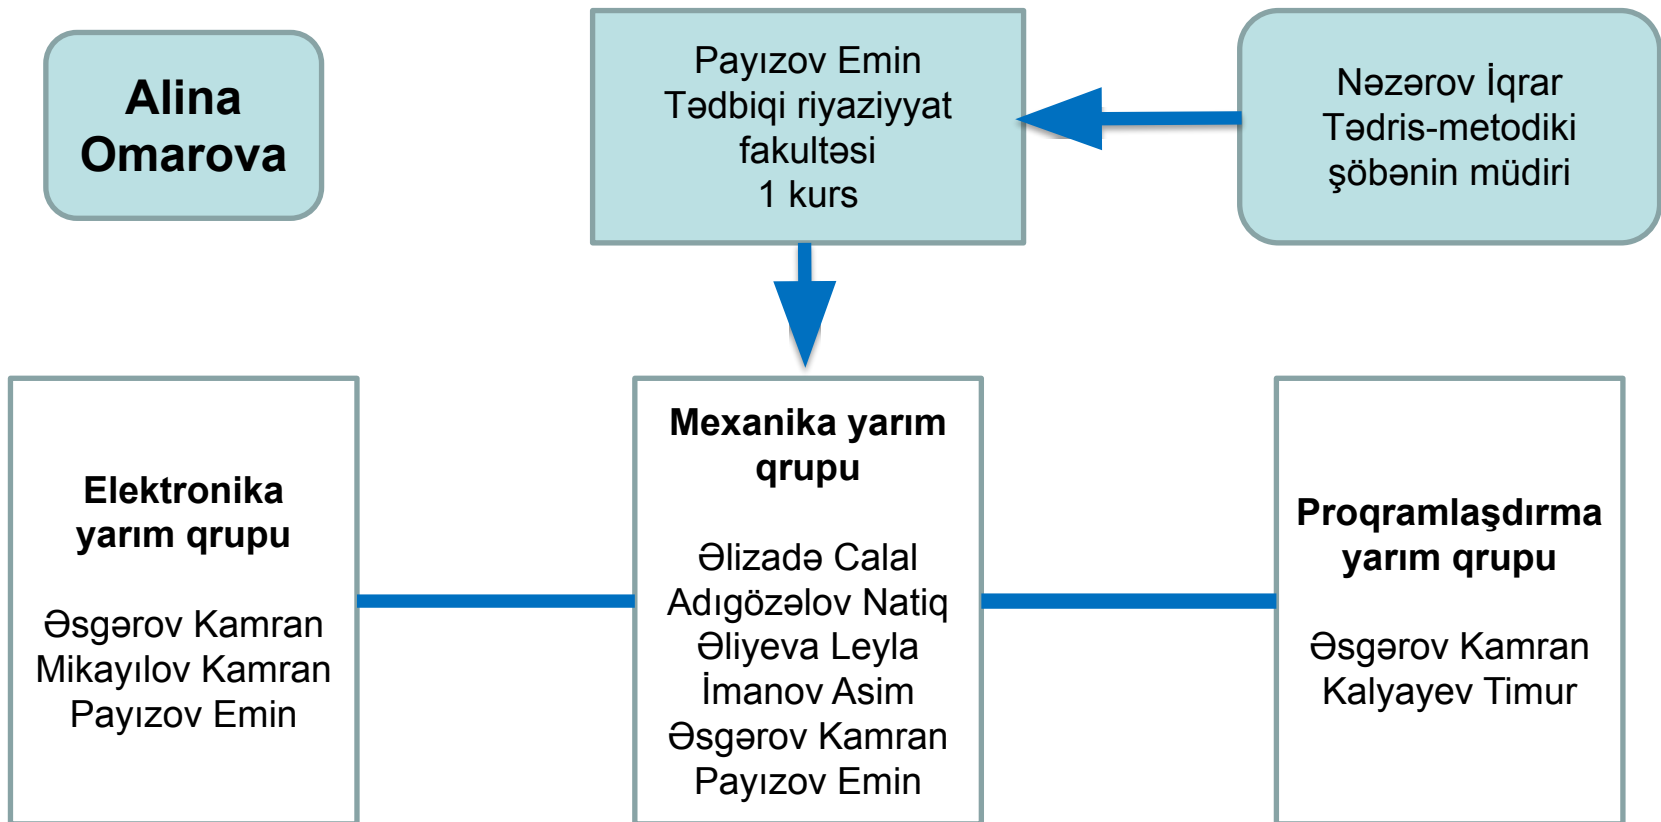 Alina
Omarova
Payızov Emin
Tədbiqi riyaziyyat
fakultəsi
1 kurs
Nəzərov İqrar
Tədris-metodiki
şöbənin müdiri
Elektronika
yarım qrupu
Əsgərov Kamran
Mikayılov Kamran
Payızov Emin
Mexanika yarım
qrupu
Əlizadə Calal
Adıgözəlov Natiq
Əliyeva Leyla
İmanov Asim
Əsgərov Kamran
Payızov Emin
Proqramlaşdırma
yarım qrupu
Əsgərov Kamran
Kalyayev Timur